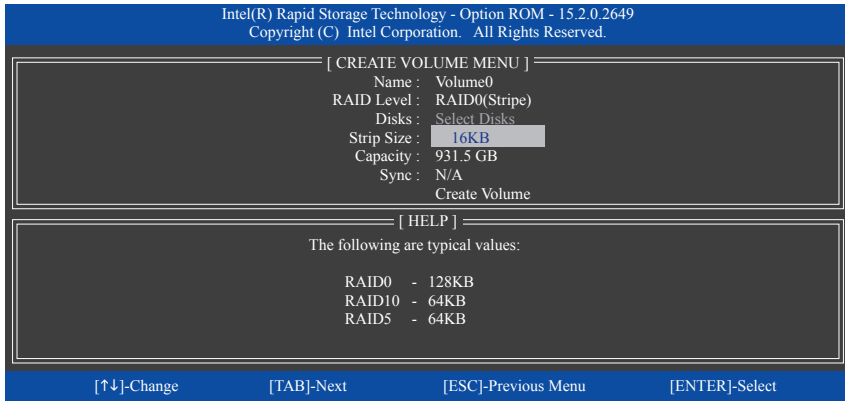 Intel(R) Rapid Storage Technology - Option ROM - 15.2.0.2649
Copyright (C) Intel Corporation. All Rights Reserved.
[ CREATE VOLUME MENU ]
Name : Volume0
RAID Level : RAID0(Stripe)
Disks : Select Disks
Strip Size : 16KB
Capacity : 931.5 GB
Sync : N/A
Create Volume
[ HELP ]
The following are typical values:
RAID0 - 128KB
RAID10 - 64KB
RAID5 - 64KB
[↑↓]-Change [TAB]-Next [ESC]-Previous Menu [ENTER]-Select